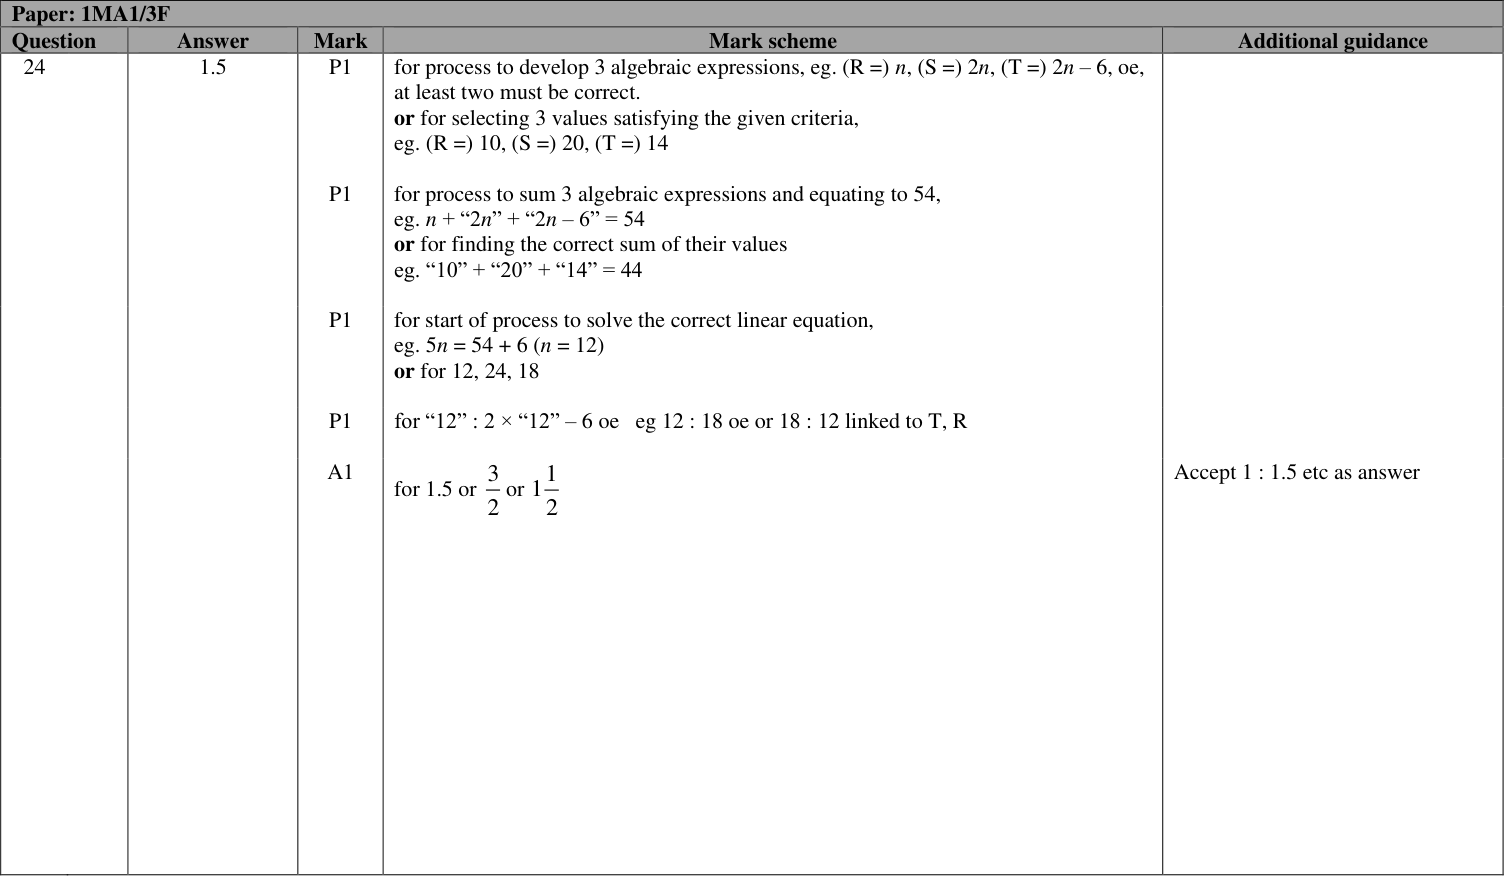 Paper: 1MA1/3F
Question Answer Mark Mark scheme Additional guidance
24 1.5 P1 for process to develop 3 algebraic expressions, eg. (R =) n, (S =) 2n, (T =) 2n – 6, oe,
at least two must be correct.
or for selecting 3 values satisfying the given criteria,
eg. (R =) 10, (S =) 20, (T =) 14
P1 for process to sum 3 algebraic expressions and equating to 54,
eg. n + “2n” + “2n – 6” = 54
or for finding the correct sum of their values
eg. “10” + “20” + “14” = 44
P1 for start of process to solve the correct linear equation,
eg. 5n = 54 + 6 (n = 12)
or for 12, 24, 18
P1 for “12” : 2 × “12” – 6 oe eg 12 : 18 oe or 18 : 12 linked to T, R
A1 for 1.5 or 3/2 or 1 1/2 Accept 1 : 1.5 etc as answer